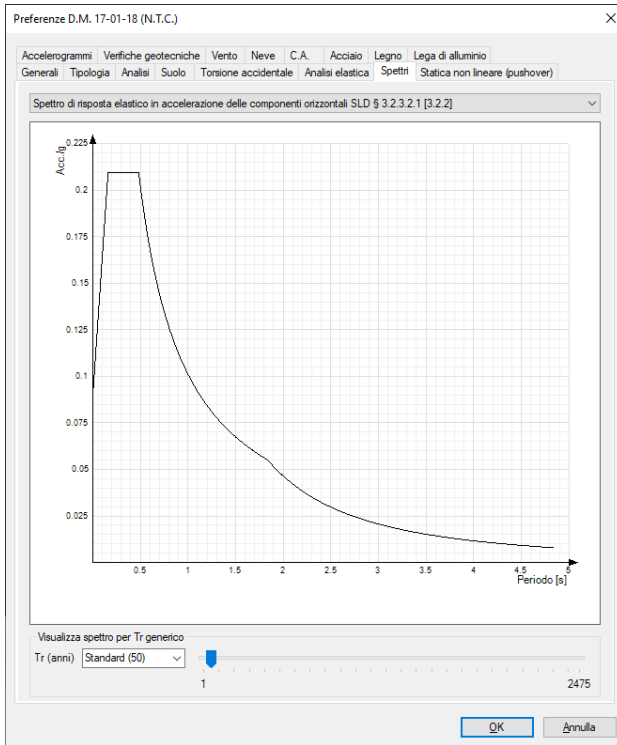 Preferenze D.M. 17-01-18 (N.T.C.)
Accelerogrammi Verifiche geotecniche Vento Neve C.A. Acciaio Legno Lega di alluminio
Generali Tipologia Analisi Suolo Torsione accidentale Analisi elastica Spettri Statica non lineare (pushover)
Spettro di risposta elastico in accelerazione delle componenti orizzontali SLD § 3.2.3.2.1 [3.2.2]
Acc./g
0.225
0.2
0.175
0.15
0.125
0.1
0.075
0.05
0.025
0.5 1 1.5 2 2.5 3 3.5 4 4.5 5
Periodo [s]
Visualizza spettro per Tr generico
Tr (anni) Standard (50)
1 2475
OK Annulla